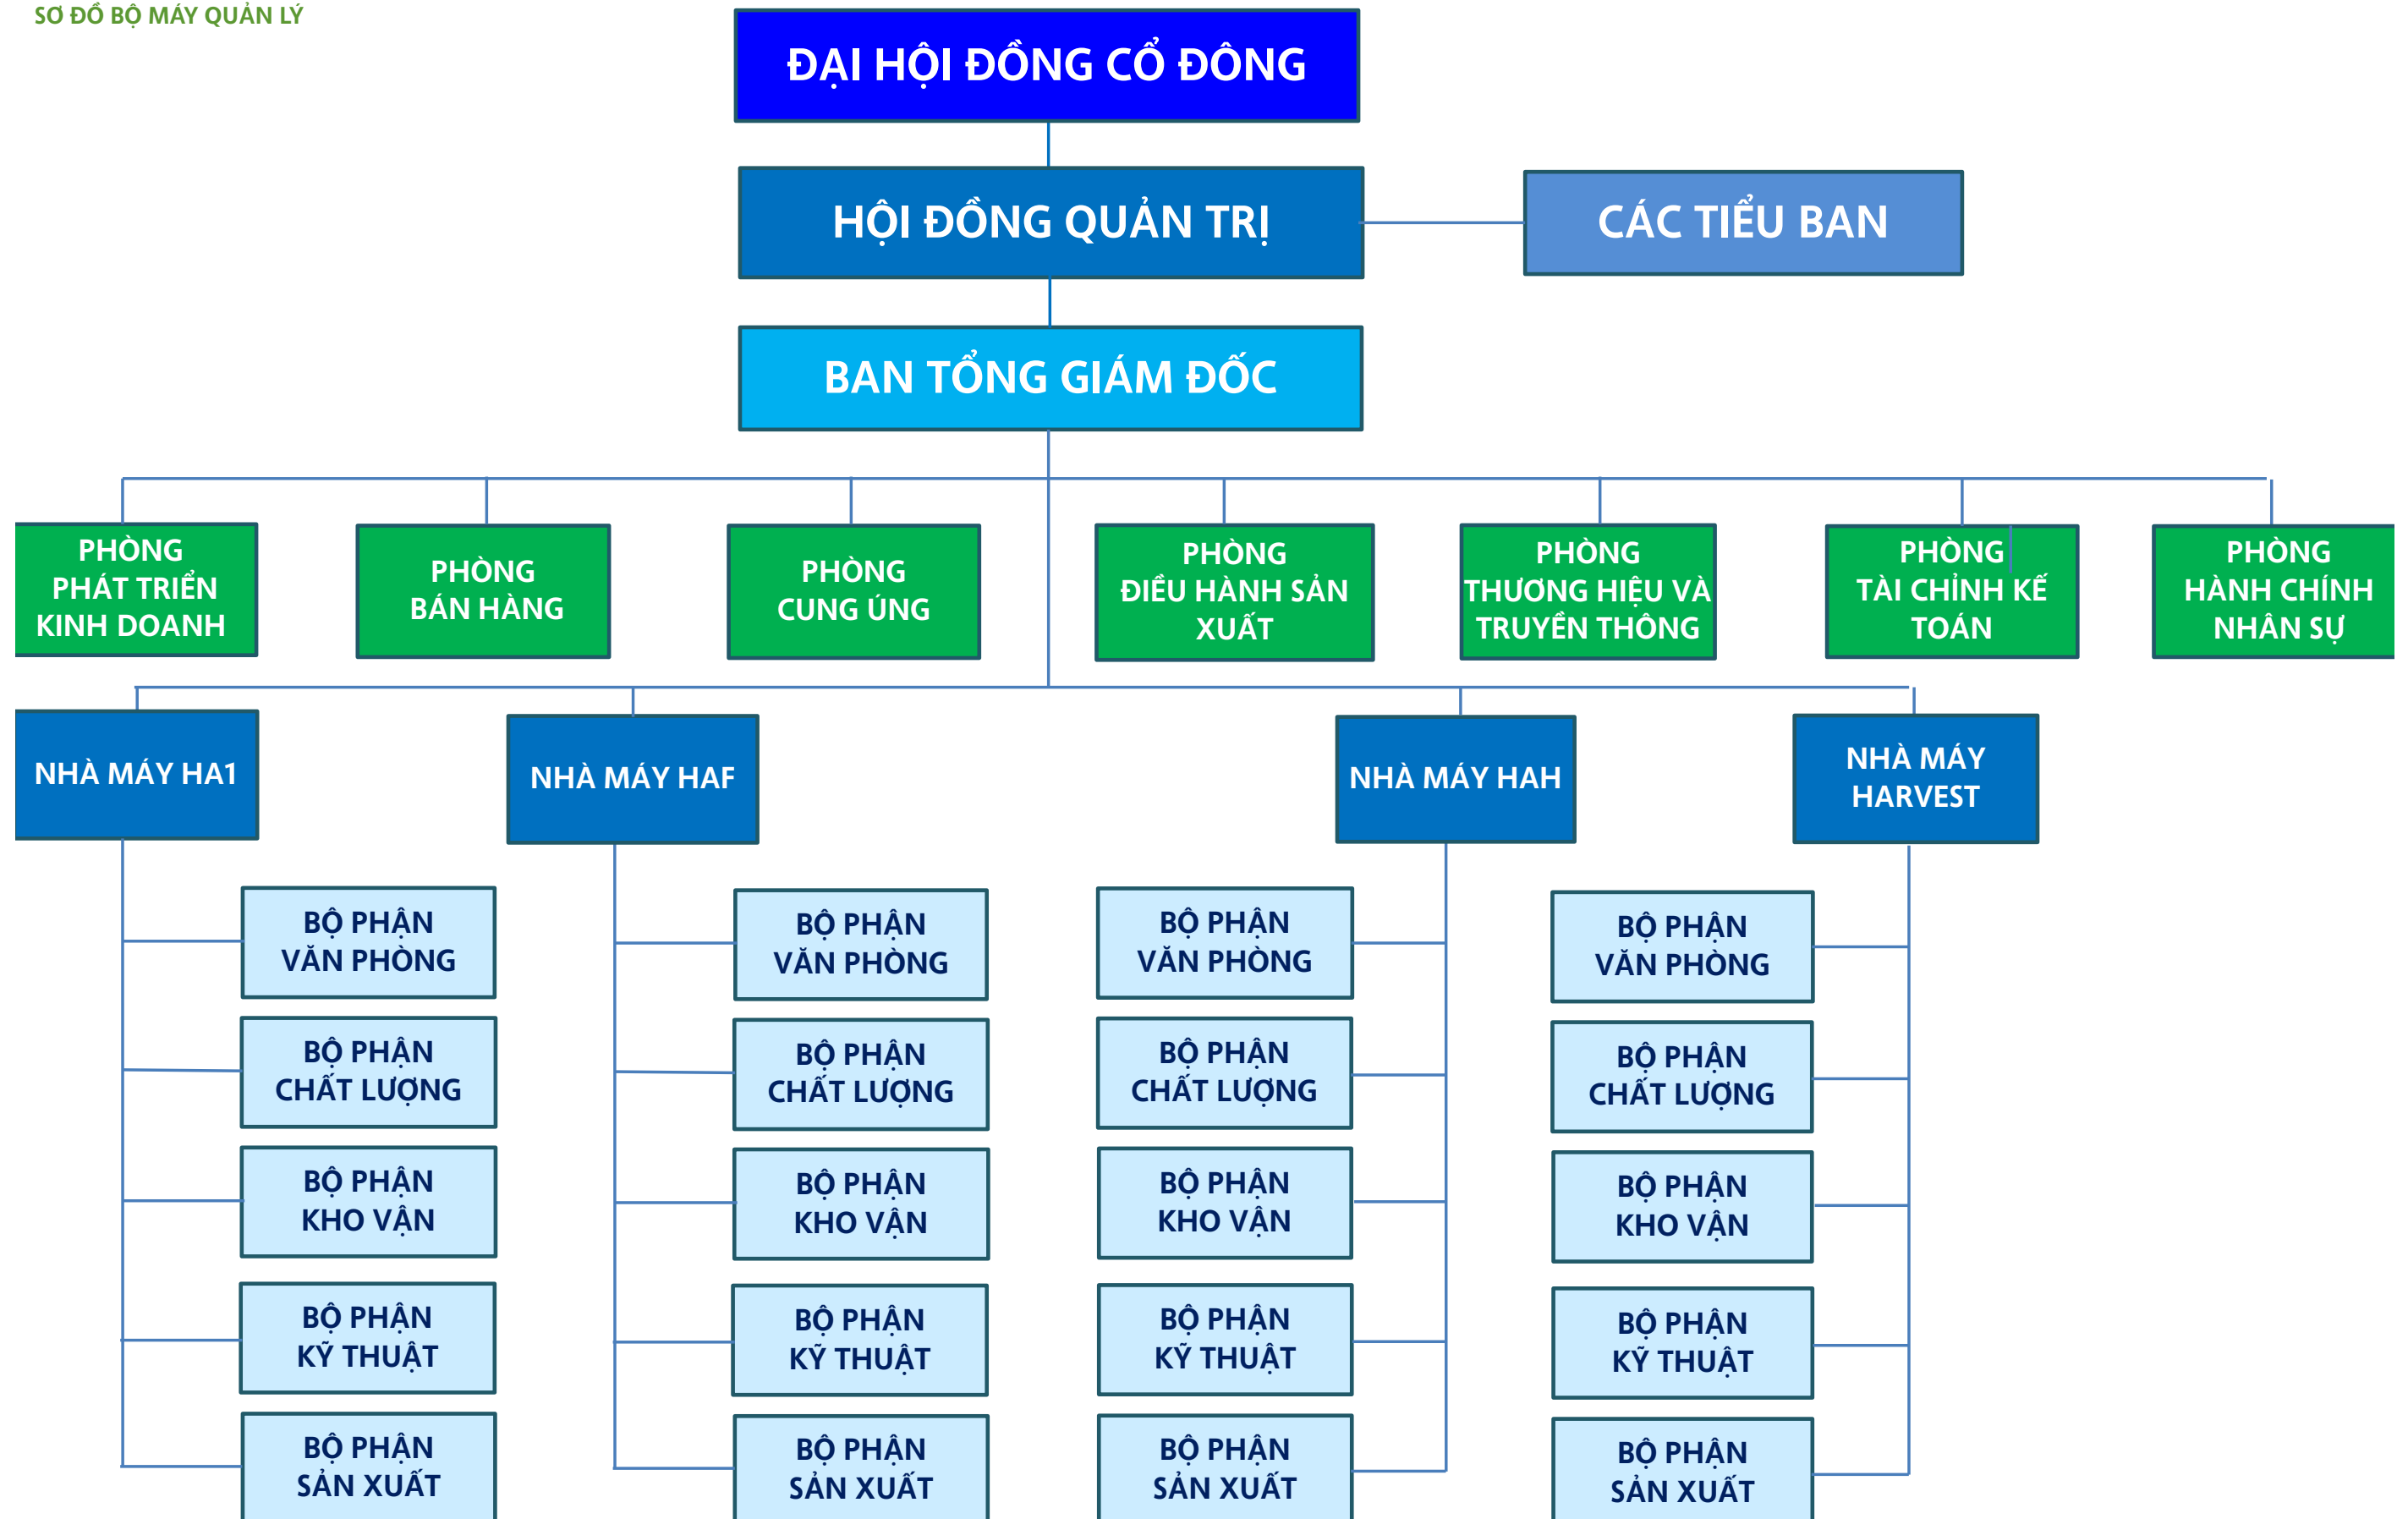 SƠ ĐỒ BỘ MÁY QUẢN LÝ
ĐẠI HỘI ĐỒNG CỔ ĐÔNG
HỘI ĐỒNG QUẢN TRỊ
CÁC TIỂU BAN
BAN TỔNG GIÁM ĐỐC
PHÒNG
PHÁT TRIỂN
KINH DOANH
PHÒNG
BÁN HÀNG
PHÒNG
CUNG ÚNG
PHÒNG
ĐIỀU HÀNH SẢN
XUẤT
PHÒNG
THƯƠNG HIỆU VÀ
TRUYỀN THÔNG
PHÒNG
TÀI CHỈNH KẾ
TOÁN
PHÒNG
HÀNH CHÍNH
NHÂN SỰ
NHÀ MÁY HA1
NHÀ MÁY HAF
NHÀ MÁY HAH
NHÀ MÁY
HARVEST
BỘ PHẬN
VĂN PHÒNG
BỘ PHẬN
CHẤT LƯỢNG
BỘ PHẬN
KHO VẬN
BỘ PHẬN
KỸ THUẬT
BỘ PHẬN
SẢN XUẤT
BỘ PHẬN
VĂN PHÒNG
BỘ PHẬN
CHẤT LƯỢNG
BỘ PHẬN
KHO VẬN
BỘ PHẬN
KỸ THUẬT
BỘ PHẬN
SẢN XUẤT
BỘ PHẬN
VĂN PHÒNG
BỘ PHẬN
CHẤT LƯỢNG
BỘ PHẬN
KHO VẬN
BỘ PHẬN
KỸ THUẬT
BỘ PHẬN
SẢN XUẤT
BỘ PHẬN
VĂN PHÒNG
BỘ PHẬN
CHẤT LƯỢNG
BỘ PHẬN
KHO VẬN
BỘ PHẬN
KỸ THUẬT
BỘ PHẬN
SẢN XUẤT